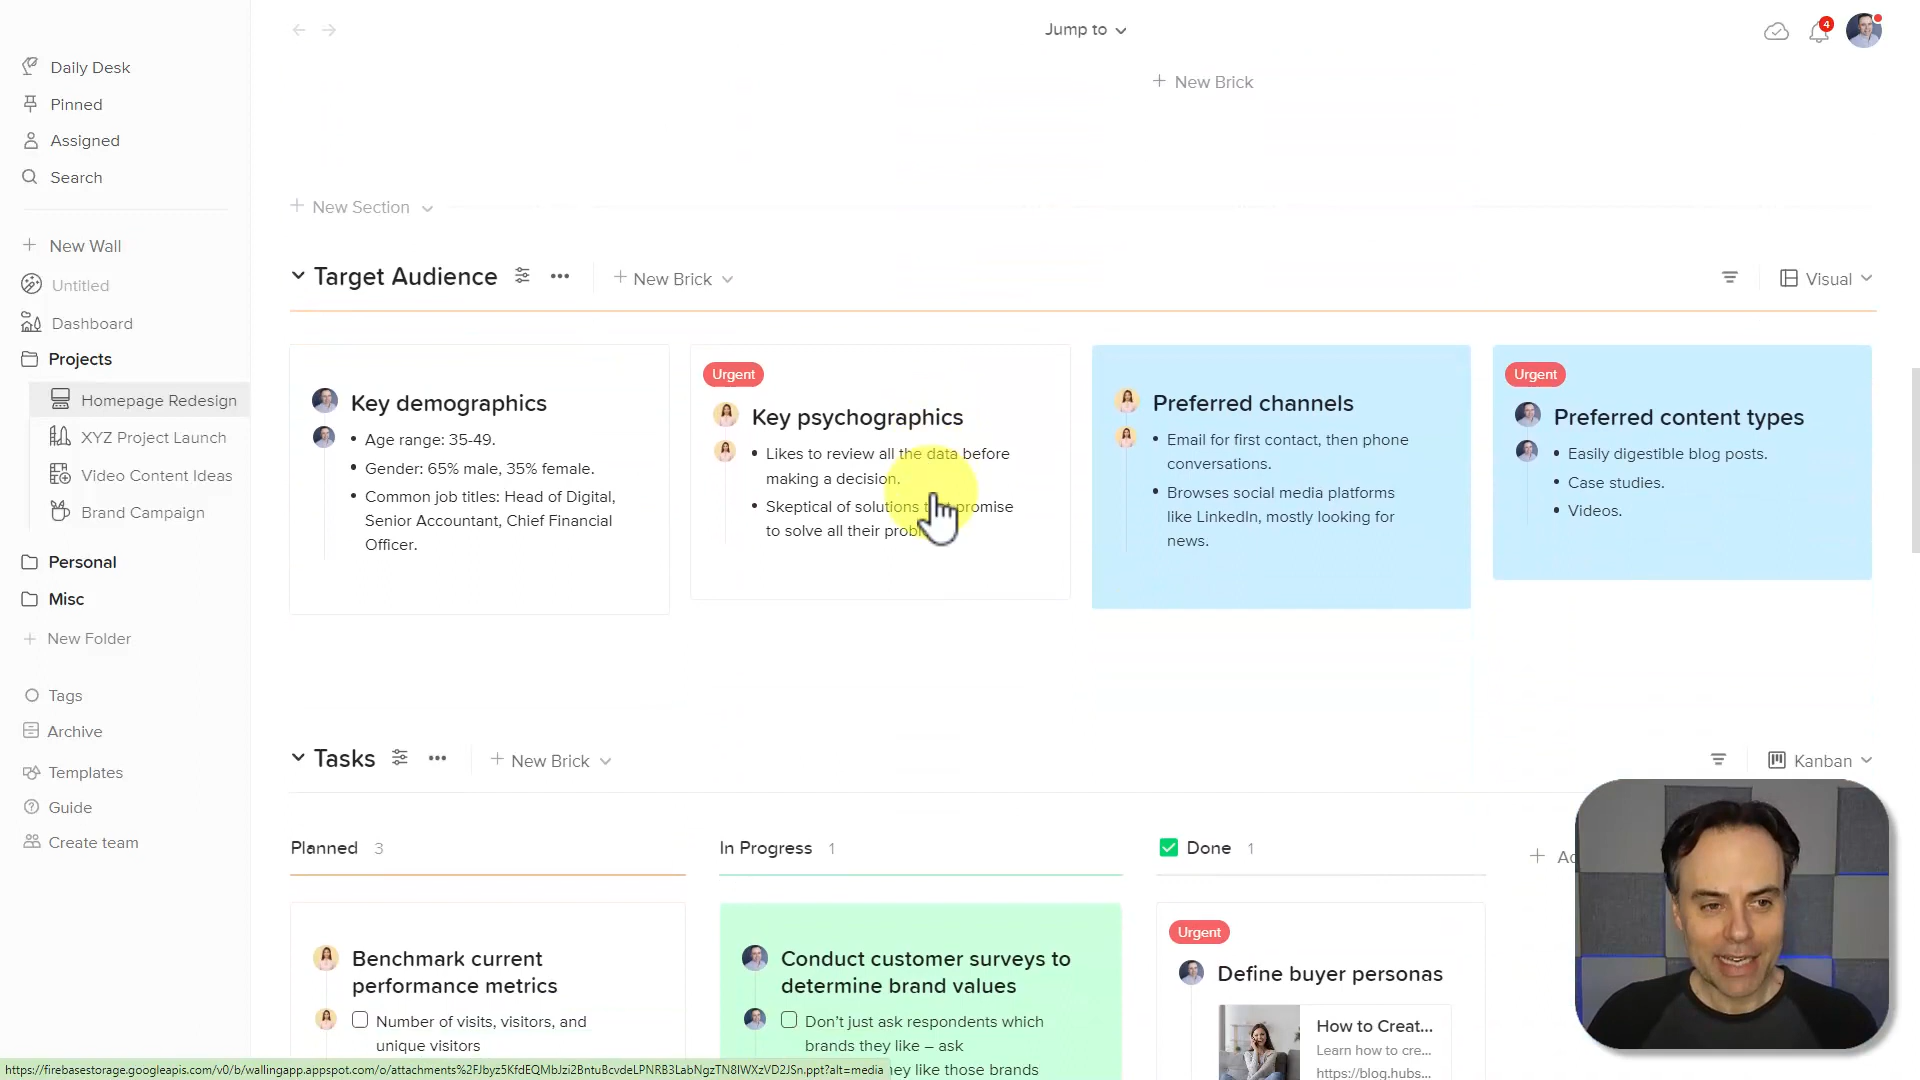 Jump to
4
Daily Desk
Pinned
Assigned
Search
New Wall
Untitled
Dashboard
Projects
Homepage Redesign
XYZ Project Launch
Video Content Ideas
Brand Campaign
Personal
Misc
New Folder
Tags
Archive
Templates
Guide
Create team
New Brick
New Section
Target Audience
New Brick
Visual
Key demographics
• Age range: 35-49.
• Gender: 65% male, 35% female.
• Common job titles: Head of Digital,
Senior Accountant, Chief Financial
Officer.
Urgent
Key psychographics
• Likes to review all the data before
making a decision.
• Skeptical of solutions promise
to solve all their
Preferred channels
• Email for first contact, then phone
conversations.
• Browses social media platforms
like LinkedIn, mostly looking for
news.
Urgent
Preferred content types
• Easily digestible blog posts.
• Case studies.
• Videos.
Tasks
New Brick
Kanban
Planned 3
In Progress 1
Done 1
Benchmark current
performance metrics
Number of visits, visitors, and
unique visitors
Conduct customer surveys to
determine brand values
Don’t just ask respondents which
brands they like – ask
they like those brands
Urgent
Define buyer personas
How to Creat...
Learn how to cre...
https://blog.hubs...